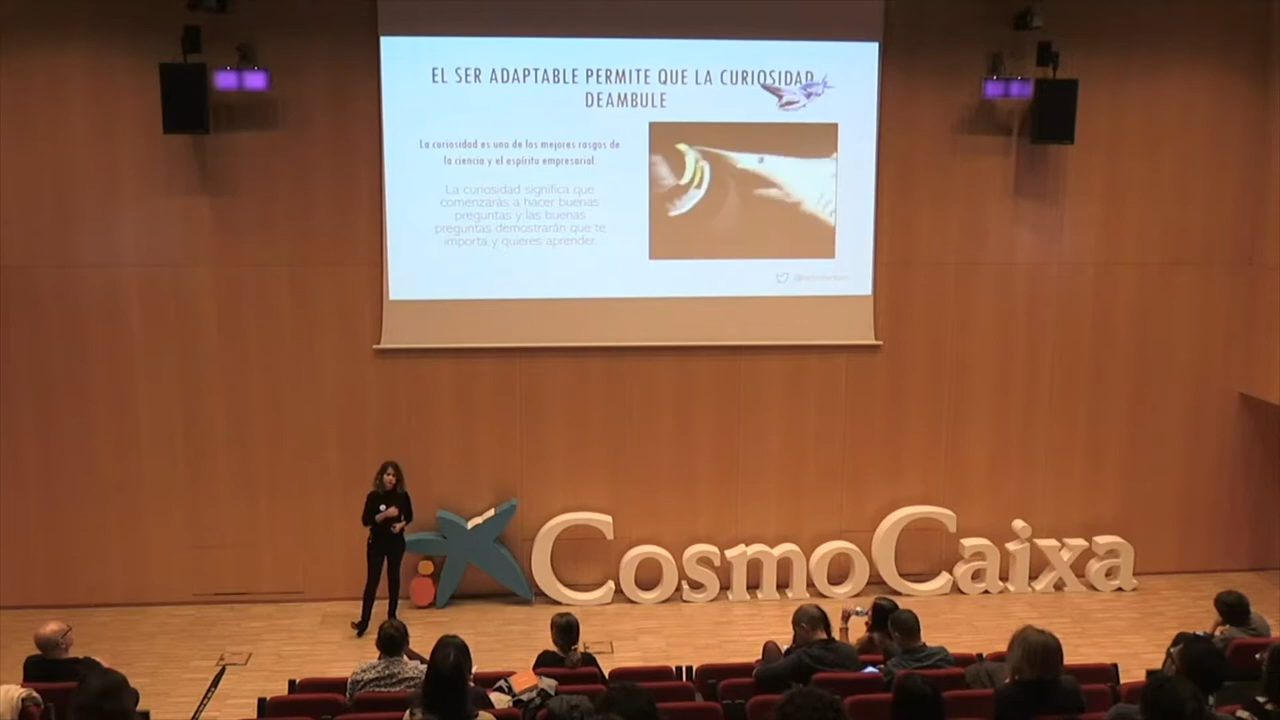 EL SER ADAPTABLE PERMITE QUE LA CURIOSIDAD
DEAMBULE
La curiosidad es uno de los mejores rasgos de
la ciencia y el espíritu empresarial.
La curiosidad significa que
comenzarás a hacer buenas
preguntas y las buenas
preguntas demostrarán que te
importa y quieres aprender.
CosmoCaixa